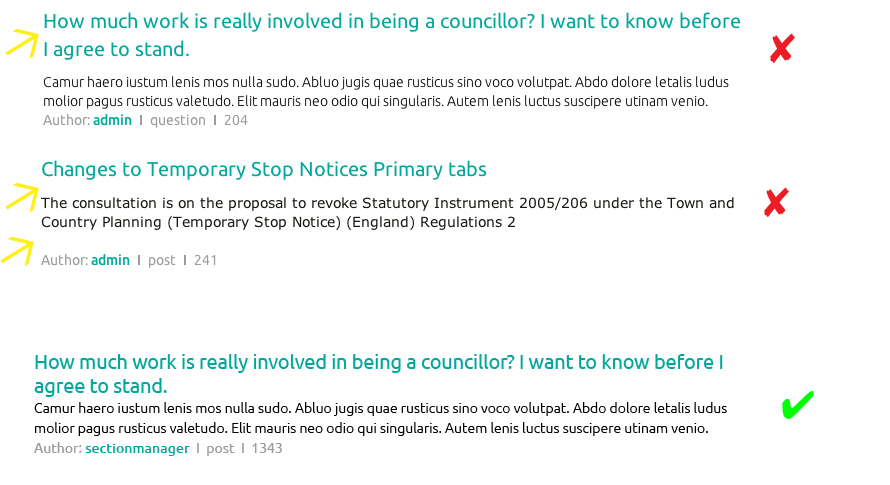 How much work is really involved in being a councillor? I want to know before
I agree to stand.
Camur haero iustum lenis mos nulla sudo. Abluo jugis quae rusticus sino voco volutpat. Abdo dolore letalis ludus
molior pagus rusticus valetudo. Elit mauris neo odio qui singularis. Autem lenis luctus suscipere utinam venio.
Author: admin | question | 204
Changes to Temporary Stop Notices Primary tabs
The consultation is on the proposal to revoke Statutory Instrument 2005/206 under the Town and
Country Planning (Temporary Stop Notice) (England) Regulations 2
Author: admin | post | 241
How much work is really involved in being a councillor? I want to know before I
agree to stand.
Camur haero iustum lenis mos nulla sudo. Abluo jugis quae rusticus sino voco volutpat. Abdo dolore letalis ludus
molior pagus rusticus valetudo. Elit mauris neo odio qui singularis. Autem lenis luctus suscipere utinam venio.
Author: sectionmanager | post | 1343